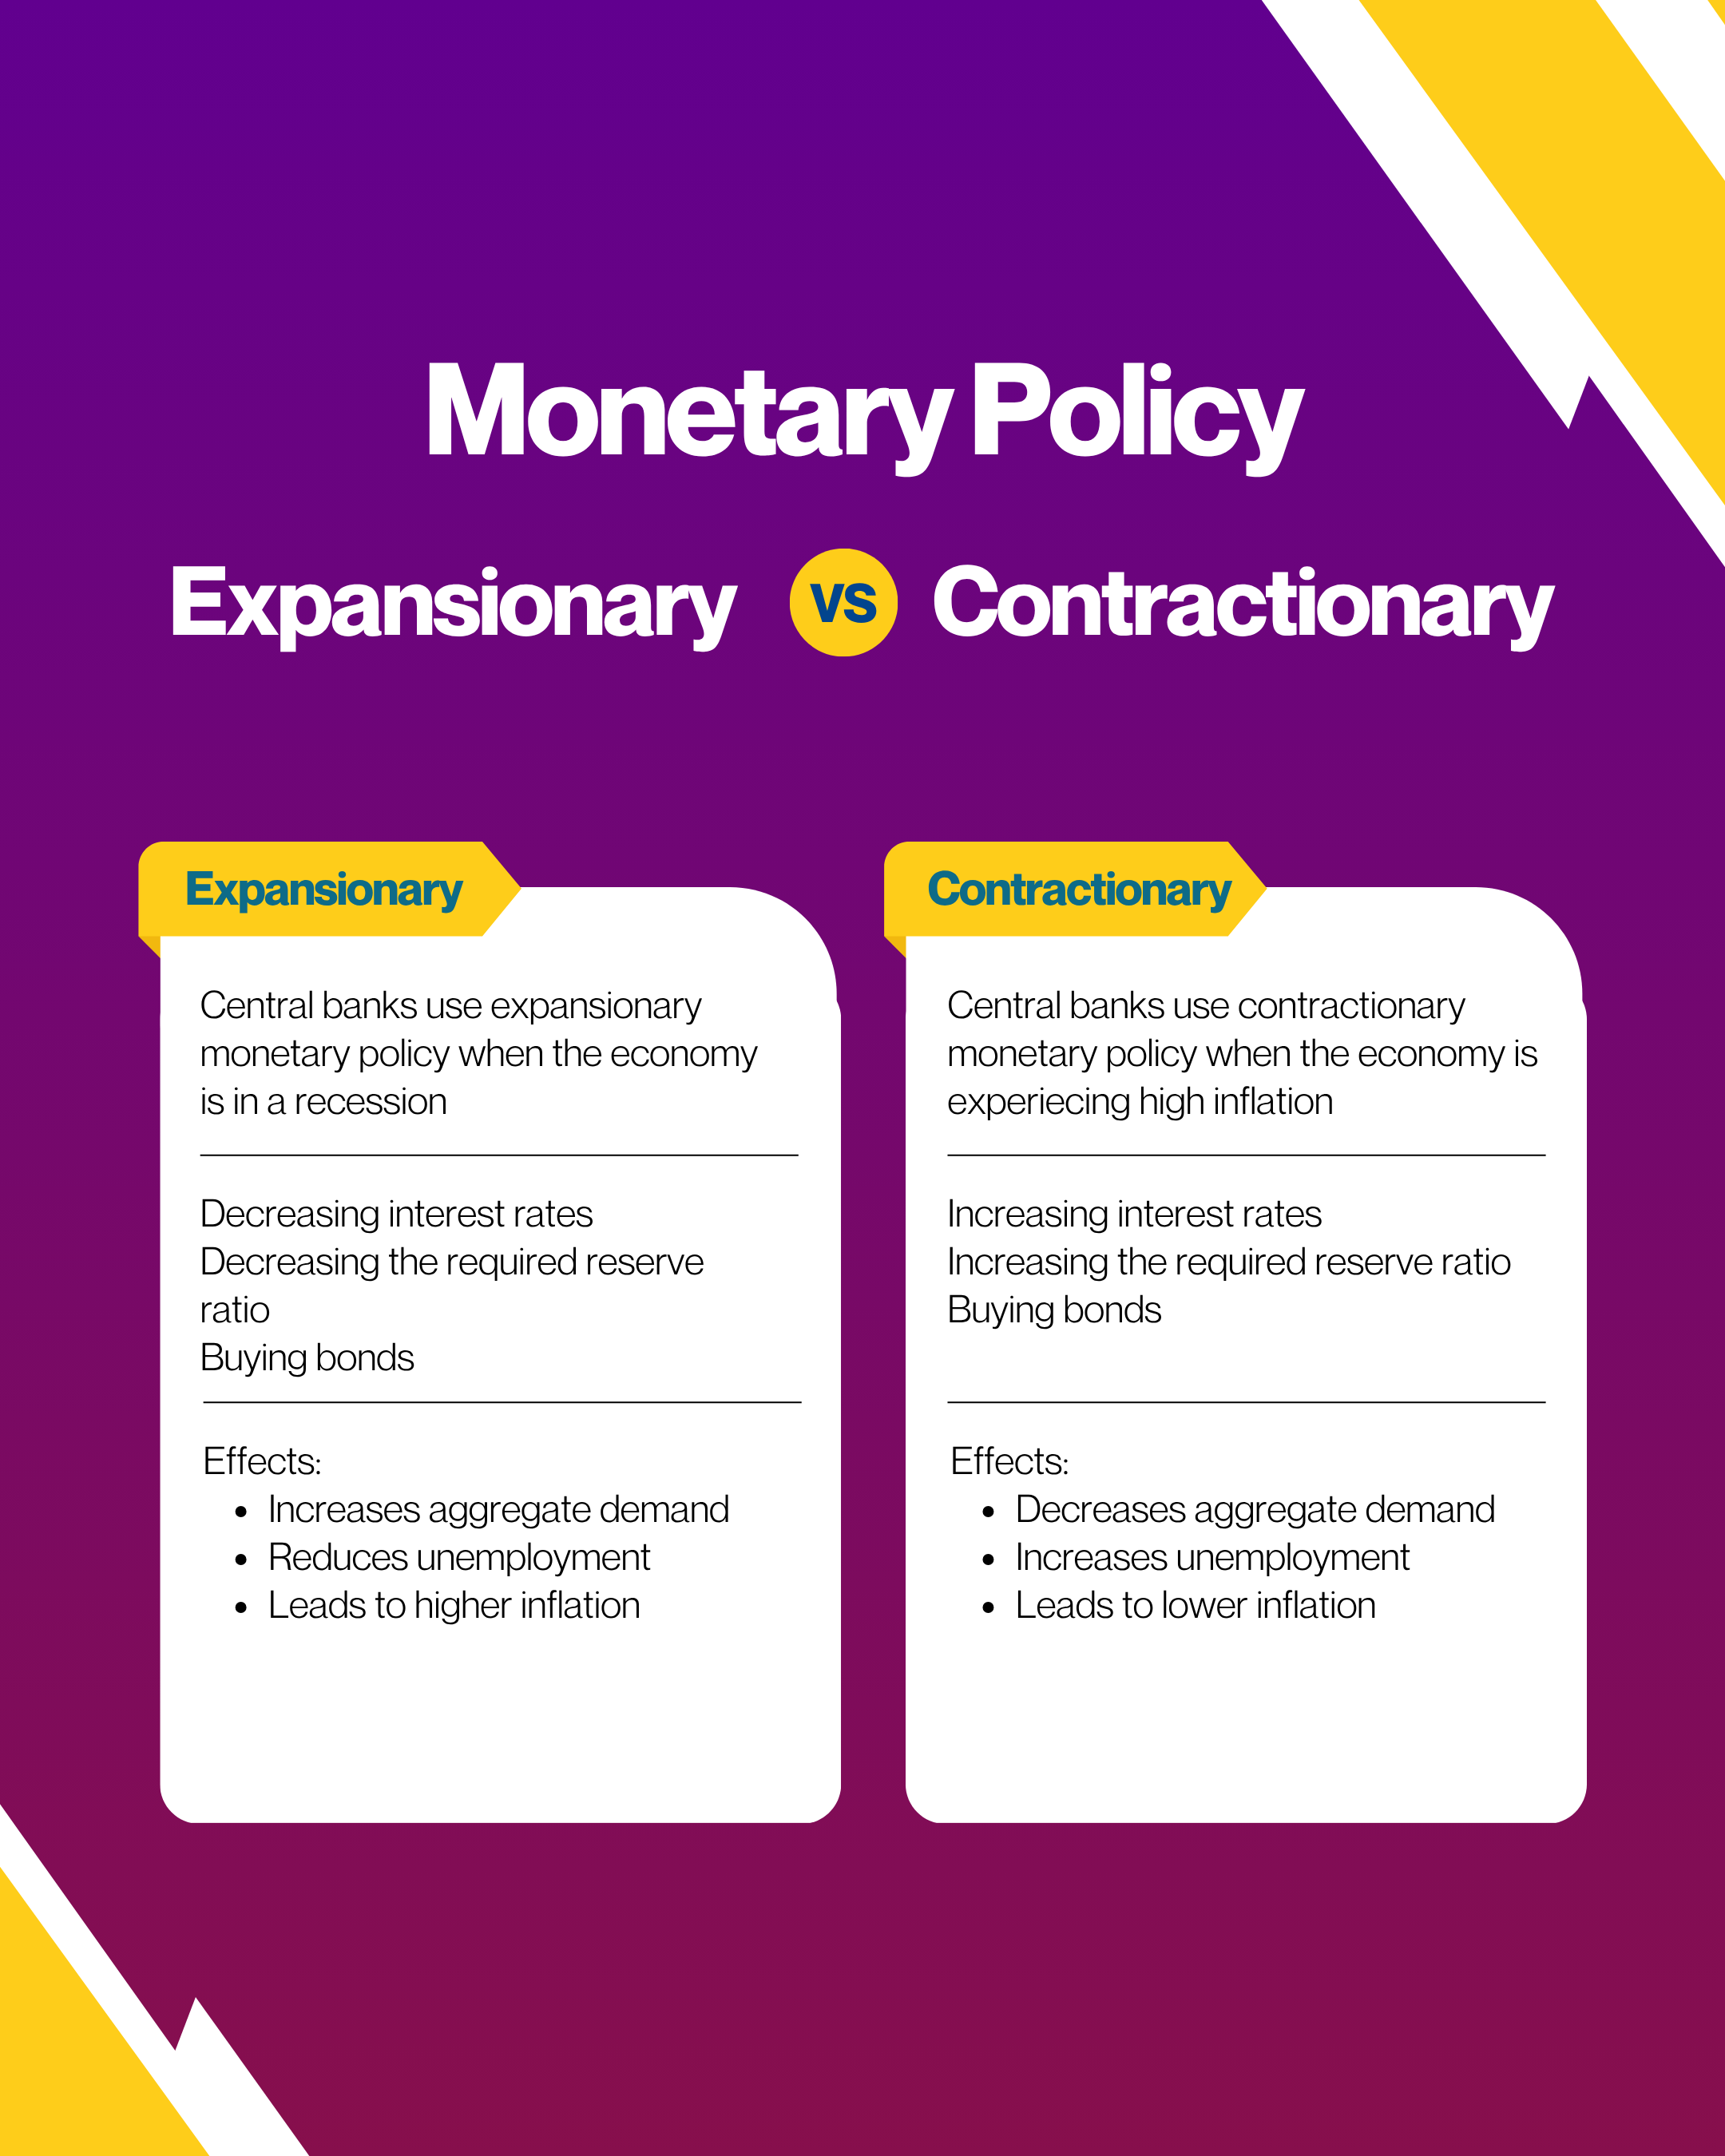 Monetary Policy
Expansionary vs Contractionary
Expansionary
Central banks use expansionary
monetary policy when the economy
is in a recession
Decreasing interest rates
Decreasing the required reserve
ratio
Buying bonds
Effects:
• Increases aggregate demand
• Reduces unemployment
• Leads to higher inflation
Contractionary
Central banks use contractionary
monetary policy when the economy is
experiecing high inflation
Increasing interest rates
Increasing the required reserve ratio
Buying bonds
Effects:
• Decreases aggregate demand
• Increases unemployment
• Leads to lower inflation